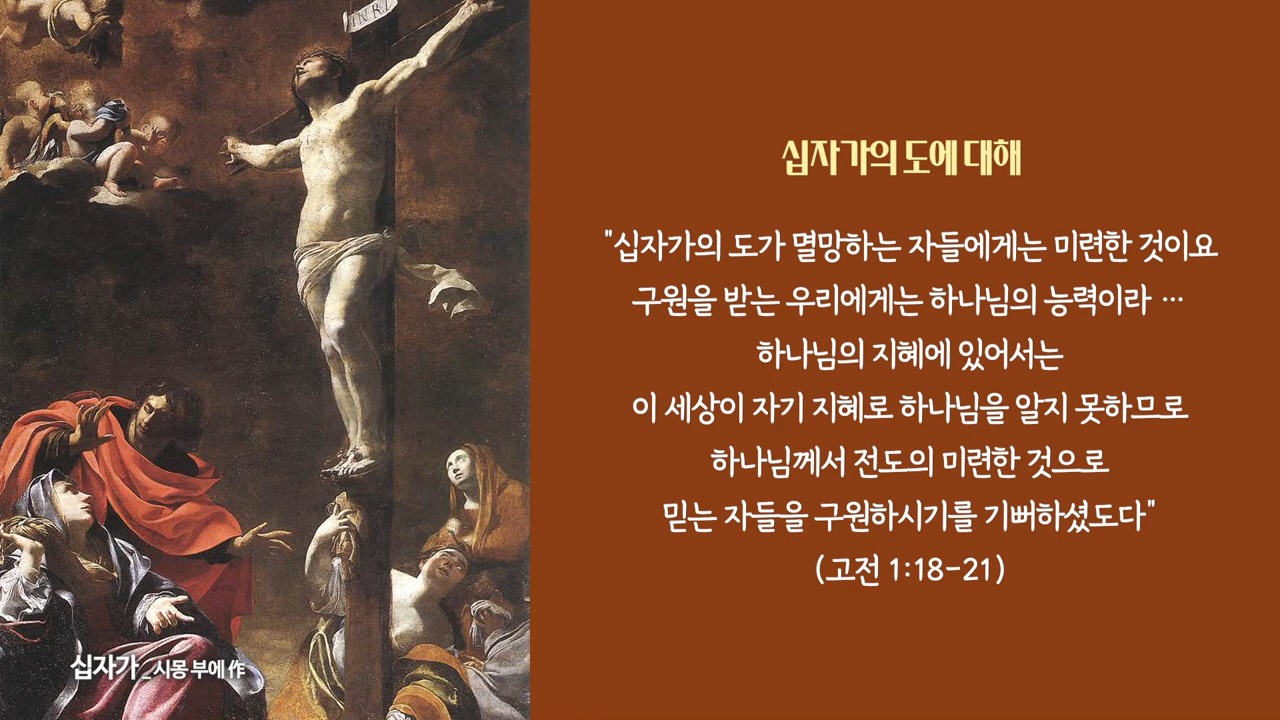 INRI
십자가의 도에 대해
"십자가의 도가 멸망하는 자들에게는 미련한 것이요
구원을 받는 우리에게는 하나님의 능력이라 …
하나님의 지혜에 있어서는
이 세상이 자기 지혜로 하나님을 알지 못하므로
하나님께서 전도의 미련한 것으로
믿는 자들을 구원하시기를 기뻐하셨도다"
(고전 1:18-21)
십자가_시몽 부에 作